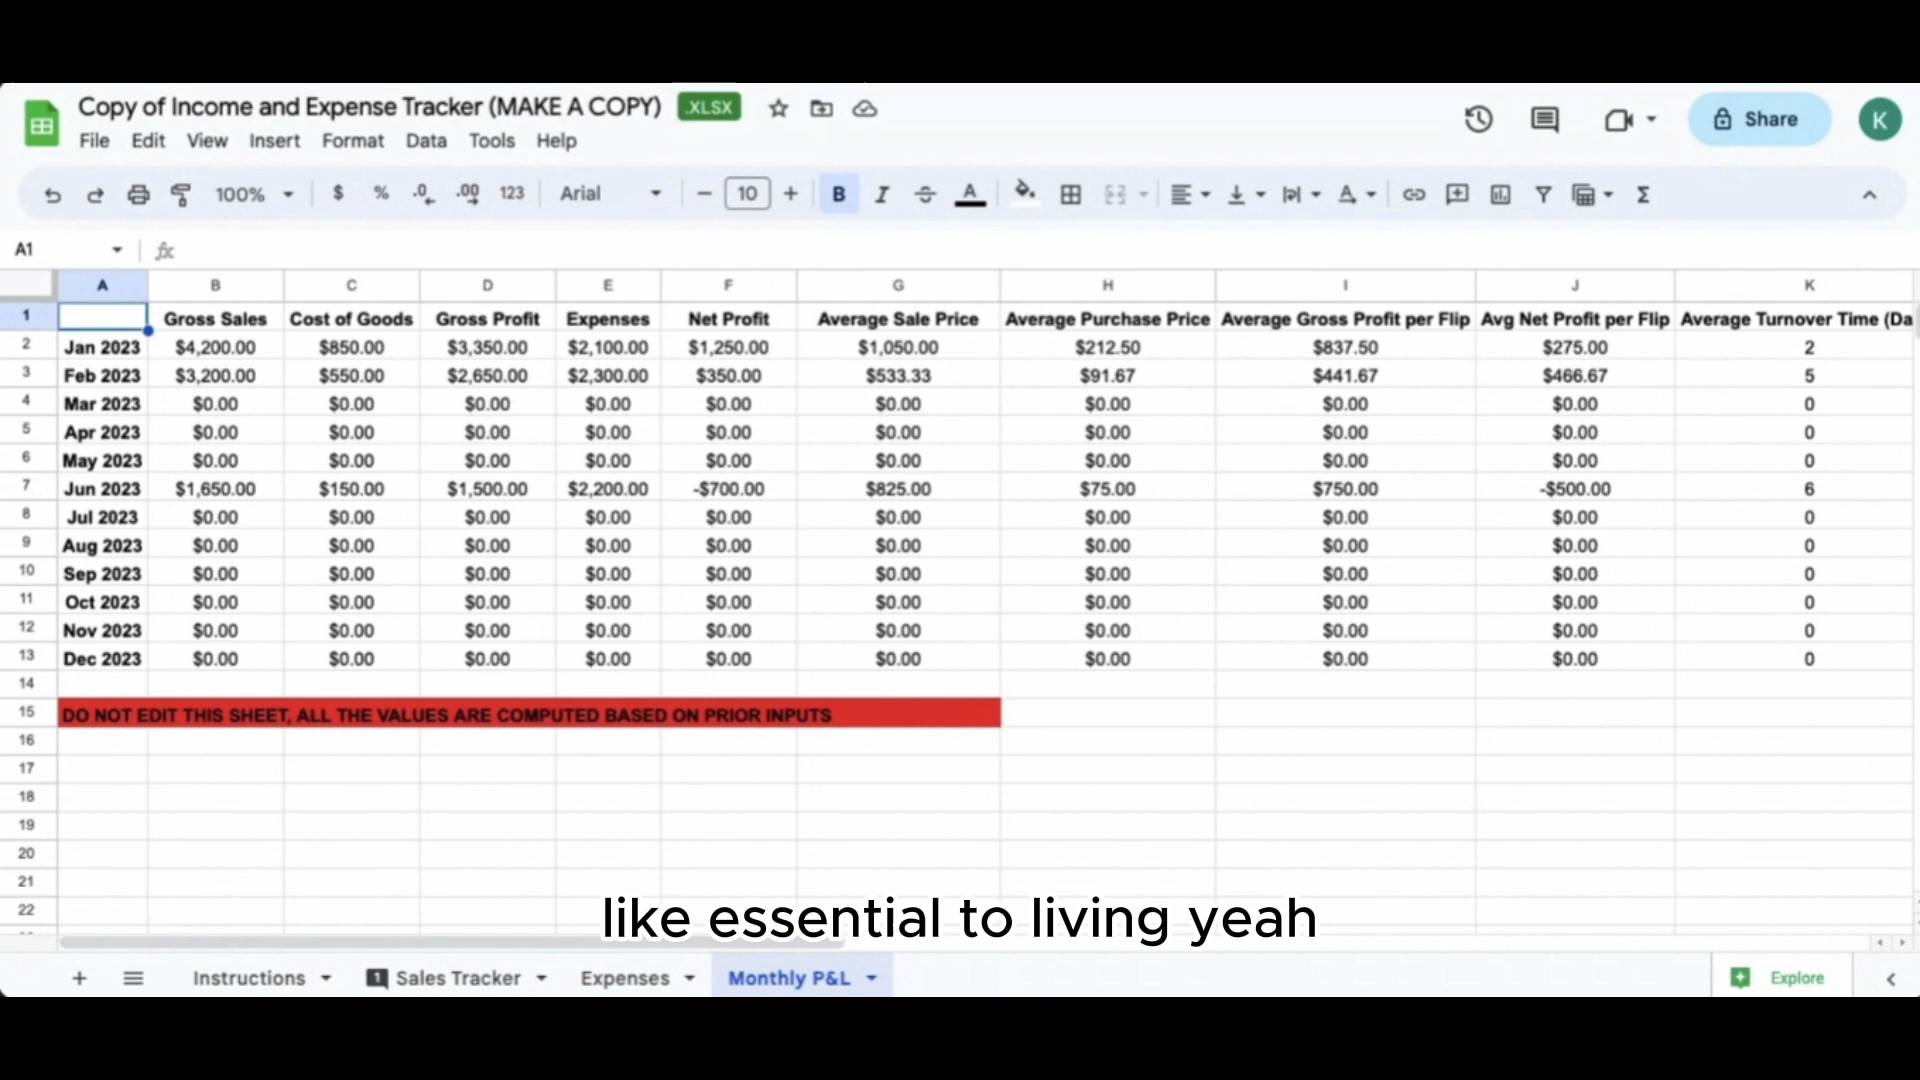 Copy of Income and Expense Tracker (MAKE A COPY) .XLSX
Share
K
File Edit View Insert Format Data Tools Help
100% $ % .0 .00 123 Arial 10 B I A
A1 fx
A B C D E F G H I J K
1 Gross Sales Cost of Goods Gross Profit Expenses Net Profit Average Sale Price Average Purchase Price Average Gross Profit per Flip Avg Net Profit per Flip Average Turnover Time (Da
2 Jan 2023 $4,200.00 $850.00 $3,350.00 $2,100.00 $1,250.00 $1,050.00 $212.50 $837.50 $275.00 2
3 Feb 2023 $3,200.00 $550.00 $2,650.00 $2,300.00 $350.00 $533.33 $91.67 $441.67 $466.67 5
4 Mar 2023 $0.00 $0.00 $0.00 $0.00 $0.00 $0.00 $0.00 $0.00 $0.00 0
5 Apr 2023 $0.00 $0.00 $0.00 $0.00 $0.00 $0.00 $0.00 $0.00 $0.00 0
6 May 2023 $0.00 $0.00 $0.00 $0.00 $0.00 $0.00 $0.00 $0.00 $0.00 0
7 Jun 2023 $1,650.00 $150.00 $1,500.00 $2,200.00 -$700.00 $825.00 $75.00 $750.00 -$500.00 6
8 Jul 2023 $0.00 $0.00 $0.00 $0.00 $0.00 $0.00 $0.00 $0.00 $0.00 0
9 Aug 2023 $0.00 $0.00 $0.00 $0.00 $0.00 $0.00 $0.00 $0.00 $0.00 0
10 Sep 2023 $0.00 $0.00 $0.00 $0.00 $0.00 $0.00 $0.00 $0.00 $0.00 0
11 Oct 2023 $0.00 $0.00 $0.00 $0.00 $0.00 $0.00 $0.00 $0.00 $0.00 0
12 Nov 2023 $0.00 $0.00 $0.00 $0.00 $0.00 $0.00 $0.00 $0.00 $0.00 0
13 Dec 2023 $0.00 $0.00 $0.00 $0.00 $0.00 $0.00 $0.00 $0.00 $0.00 0
14
15 DO NOT EDIT THIS SHEET, ALL THE VALUES ARE COMPUTED BASED ON PRIOR INPUTS
16
17
18
19
20
21
22
like essential to living yeah
Instructions 1 Sales Tracker Expenses Monthly P&L Explore